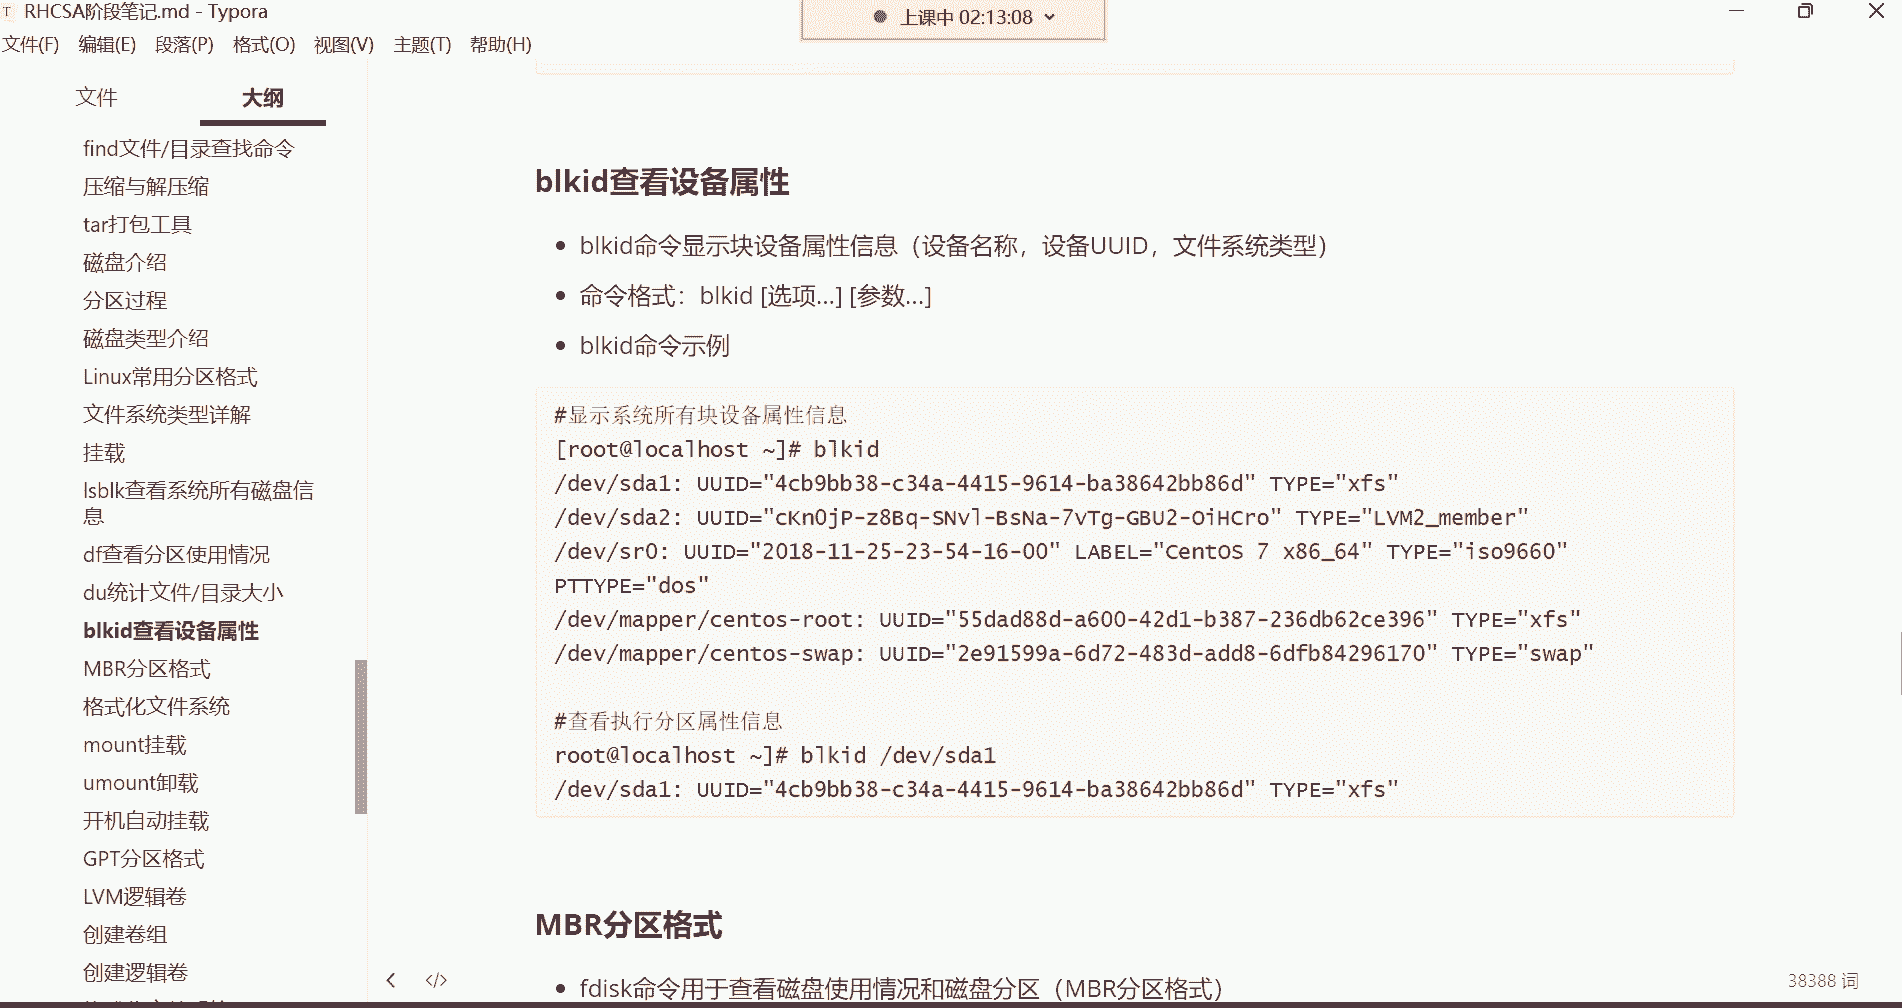 RHCSA阶段笔记.md - Typora
上课中 02:13:08
文件(F) 编辑(E) 段落(P) 格式(O) 视图(V) 主题(T) 帮助(H)
文件 大纲
find文件/目录查找命令
压缩与解压缩
tar打包工具
磁盘介绍
分区过程
磁盘类型介绍
Linux常用分区格式
文件系统类型详解
挂载
lsblk查看系统所有磁盘信
息
df查看分区使用情况
du统计文件/目录大小
blkid查看设备属性
MBR分区格式
格式化文件系统
mount挂载
umount卸载
开机自动挂载
GPT分区格式
LVM逻辑卷
创建卷组
创建逻辑卷
blkid查看设备属性
blkid命令显示块设备属性信息（设备名称，设备UUID，文件系统类型）
命令格式：blkid [选项...] [参数...]
blkid命令示例
#显示系统所有块设备属性信息
[root@localhost ~]# blkid
/dev/sda1: UUID="4cb9bb38-c34a-4415-9614-ba38642bb86d" TYPE="xfs"
/dev/sda2: UUID="cKn0jP-z8Bq-SNvl-BsNa-7vTg-GBU2-OiHCro" TYPE="LVM2_member"
/dev/sr0: UUID="2018-11-25-23-54-16-00" LABEL="CentOS 7 x86_64" TYPE="iso9660"
PTTYPE="dos"
/dev/mapper/centos-root: UUID="55dad88d-a600-42d1-b387-236db62ce396" TYPE="xfs"
/dev/mapper/centos-swap: UUID="2e91599a-6d72-483d-add8-6dfb84296170" TYPE="swap"
#查看执行分区属性信息
root@localhost ~]# blkid /dev/sda1
/dev/sda1: UUID="4cb9bb38-c34a-4415-9614-ba38642bb86d" TYPE="xfs"
MBR分区格式
fdisk命令用于查看磁盘使用情况和磁盘分区（MBR分区格式）
38388 词